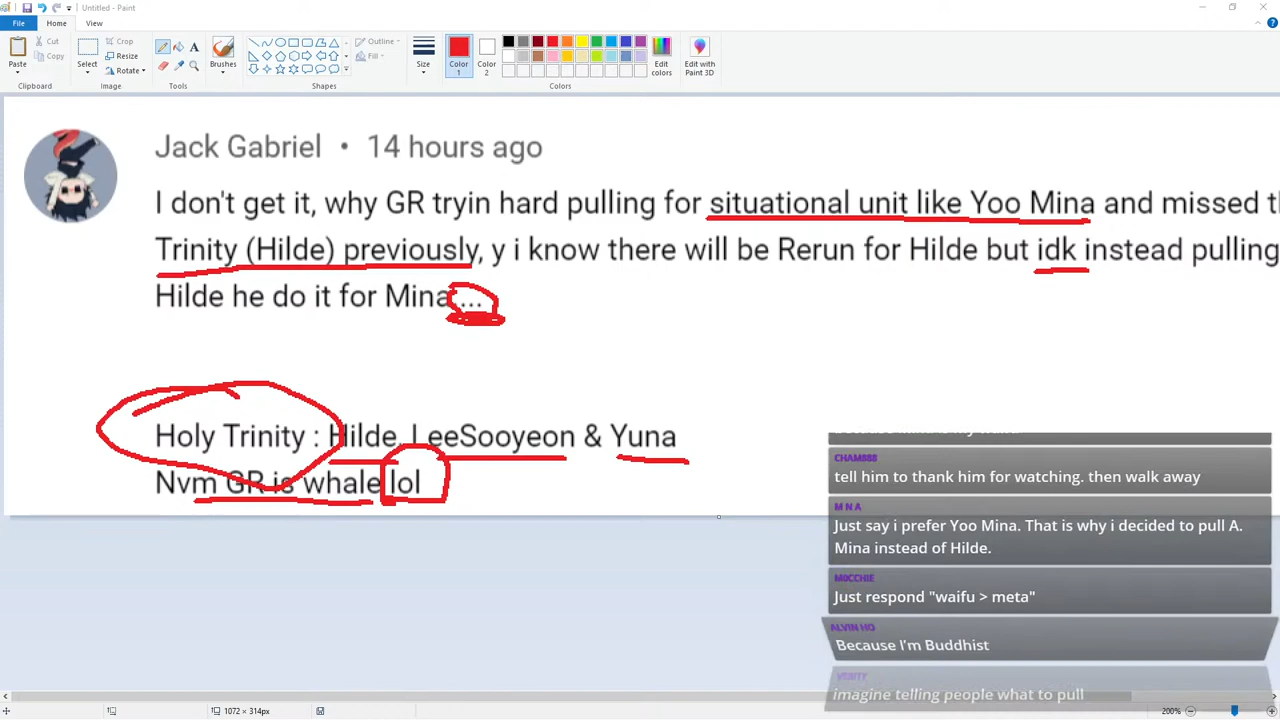 Untitled - Paint
File
Home
View
Paste
Cut
Copy
Clipboard
Select
Crop
Resize
Rotate
Image
A
Tools
Brushes
Outline
Fill
Shapes
Size
Color 1
Color 2
Edit colors
Colors
Edit with Paint 3D
Jack Gabriel • 14 hours ago
I don't get it, why GR tryin hard pulling for situational unit like Yoo Mina and missed
Trinity (Hilde) previously, y i know there will be Rerun for Hilde but idk instead pulling
Hilde he do it for Mina ...
Holy Trinity : Hilde, LeeSooyeon & Yuna
Nvm GR is whale lol
CHAM888
tell him to thank him for watching. then walk away
M N A
Just say i prefer Yoo Mina. That is why i decided to pull A.
Mina instead of Hilde.
M0CCHIE
Just respond "waifu > meta"
ALVIN HO
Because I'm Buddhist
imagine telling people what to pull
1072 × 314px
200%